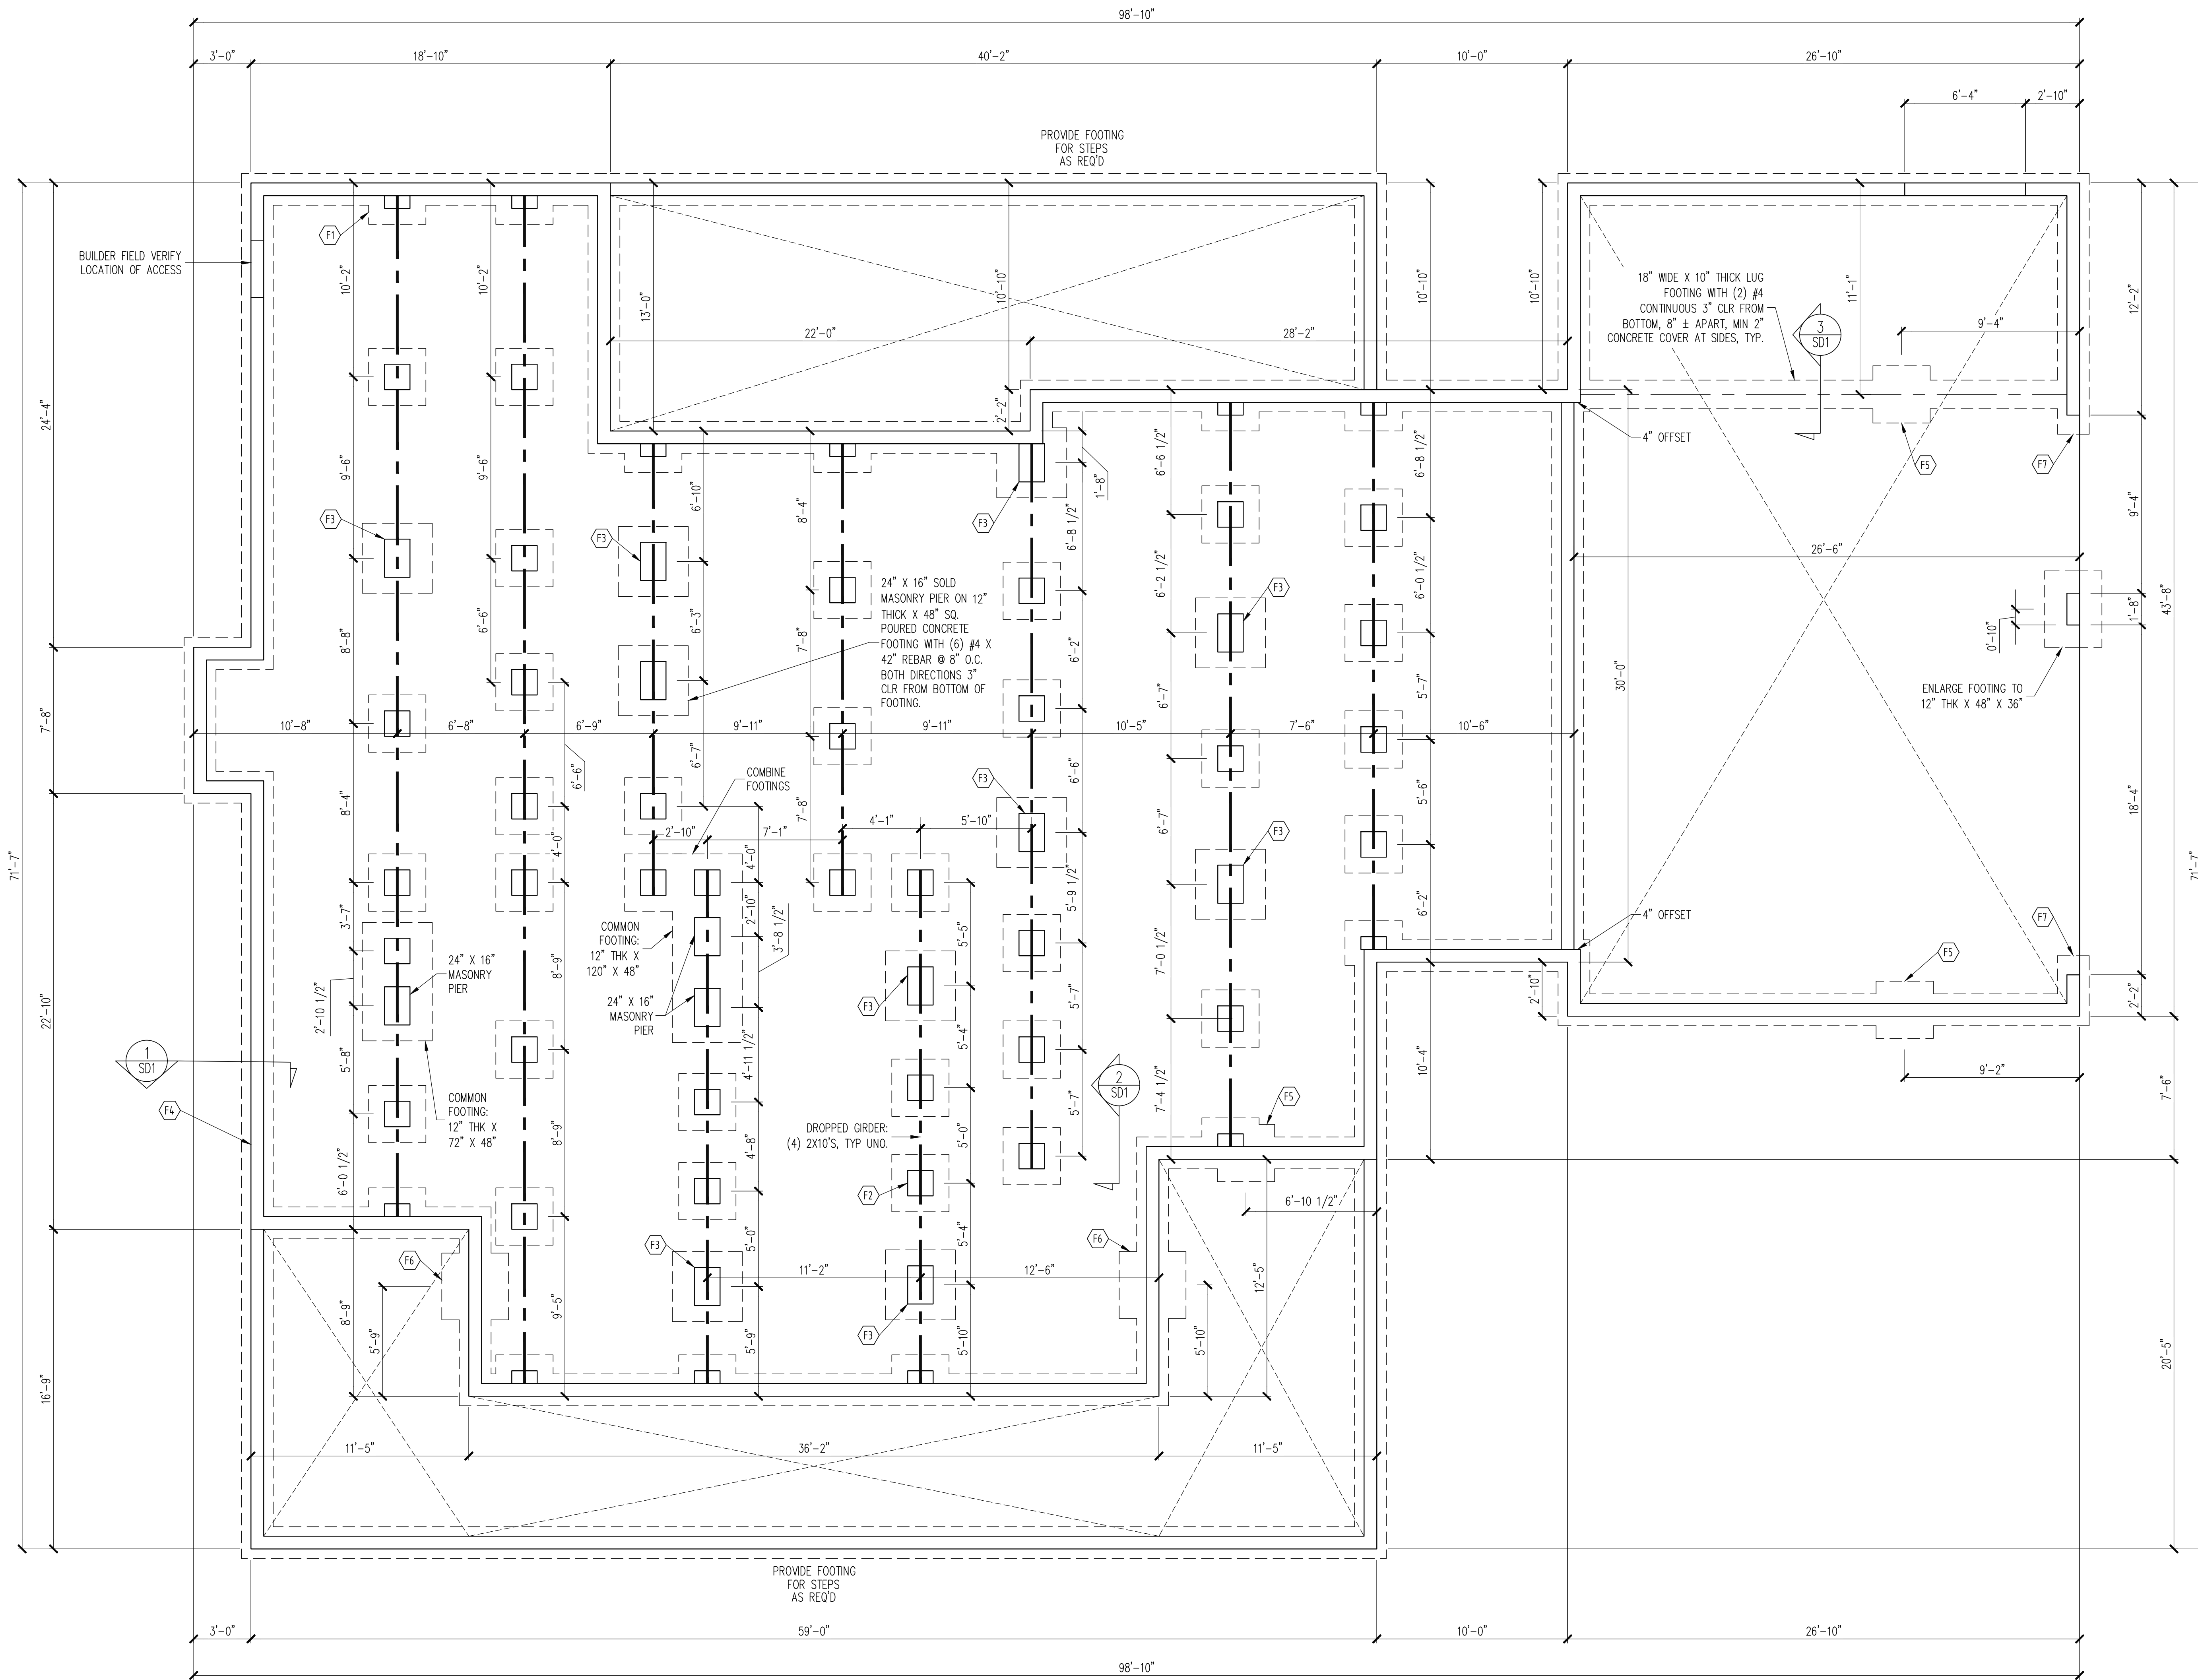 98'-10"
3'-0"
18'-10"
40'-2"
10'-0"
26'-10"
6'-4"
2'-10"
PROVIDE FOOTING
FOR STEPS
AS REQ'D
F1
BUILDER FIELD VERIFY
LOCATION OF ACCESS
10'-2"
10'-2"
13'-0"
10'-10"
10'-10"
10'-10"
11'-1"
12'-2"
18" WIDE X 10" THICK LUG
FOOTING WITH (2) #4
CONTINUOUS 3" CLR FROM
BOTTOM, 8" ± APART, MIN 2"
CONCRETE COVER AT SIDES, TYP.
3
SD1
9'-4"
22'-0"
28'-2"
24'-4"
2'-2"
4" OFFSET
F5
F7
9'-6"
9'-6"
6'-10"
8'-4"
1'-8"
6'-6 1/2"
6'-8 1/2"
9'-4"
F3
F3
F3
6'-8 1/2"
26'-6"
43'-8"
24" X 16" SOLD
MASONRY PIER ON 12"
THICK X 48" SQ.
POURED CONCRETE
FOOTING WITH (6) #4 X
42" REBAR @ 8" O.C.
BOTH DIRECTIONS 3"
CLR FROM BOTTOM OF
FOOTING.
6'-2 1/2"
6'-0 1/2"
F3
6'-6"
6'-3"
7'-8"
8'-8"
6'-2"
30'-0"
0'-10"
1'-8"
ENLARGE FOOTING TO
12" THK X 48" X 36"
6'-7"
5'-7"
7'-8"
10'-8"
6'-8"
6'-9"
9'-11"
9'-11"
10'-5"
7'-6"
10'-6"
6'-7"
6'-6"
COMBINE
FOOTINGS
F3
6'-6"
5'-6"
18'-4"
8'-4"
7'-8"
6'-7"
F3
4'-1"
5'-10"
2'-10"
7'-1"
4'-0"
4'-0"
71'-7"
71'-7"
3'-7"
2'-10"
5'-9 1/2"
6'-2"
4" OFFSET
F7
F5
COMMON
FOOTING:
12" THK X
120" X 48"
3'-8 1/2"
5'-5"
7'-0 1/2"
24" X 16"
MASONRY
PIER
8'-9"
24" X 16"
MASONRY
PIER
F3
2'-10"
2'-2"
22'-10"
2'-10 1/2"
5'-4"
5'-7"
1
SD1
5'-8"
4'-11 1/2"
2
SD1
10'-4"
9'-2"
7'-6"
F4
COMMON
FOOTING:
12" THK X
72" X 48"
8'-9"
4'-8"
DROPPED GIRDER:
(4) 2X10'S, TYP UNO.
5'-0"
5'-7"
7'-4 1/2"
F5
6'-0 1/2"
F2
6'-10 1/2"
F6
F3
5'-0"
5'-4"
F6
11'-2"
12'-6"
12'-5"
8'-9"
5'-9"
9'-5"
5'-9"
F3
5'-10"
5'-10"
16'-9"
20'-5"
11'-5"
36'-2"
11'-5"
PROVIDE FOOTING
FOR STEPS
AS REQ'D
3'-0"
59'-0"
10'-0"
26'-10"
98'-10"